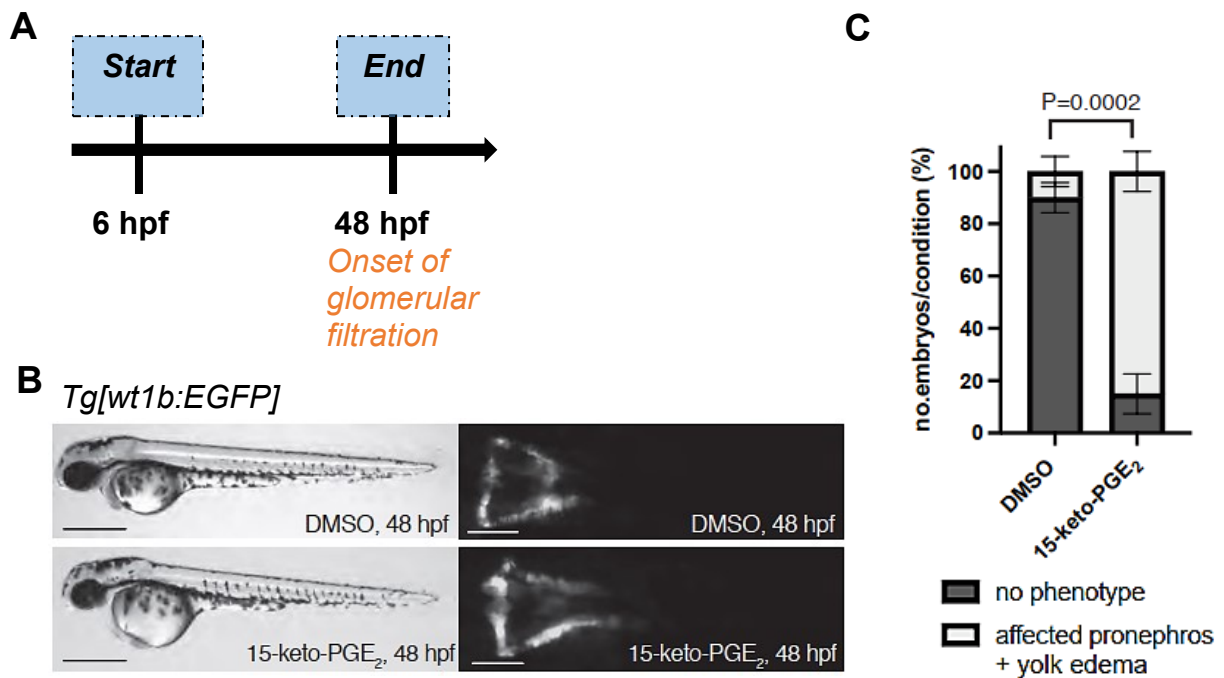 A
Start
End
6 hpf
48 hpf
Onset of
glomerular
filtration
B
Tg[wt1b:EGFP]
DMSO, 48 hpf
DMSO, 48 hpf
15-keto-PGE₂, 48 hpf
15-keto-PGE₂, 48 hpf
C
P=0.0002
no.embryos/condition (%)
100
80
60
40
20
0
DMSO
15-keto-PGE₂
no phenotype
affected pronephros
+ yolk edema